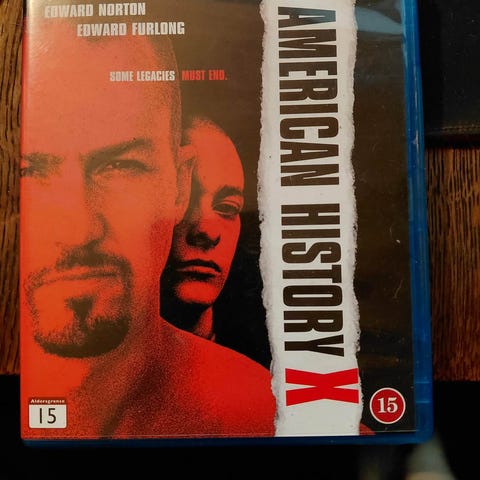 EDWARD NORTON
EDWARD FURLONG
SOME LEGACIES MUST END.
AMERICAN HISTORY X
Aldersgrense
15
15